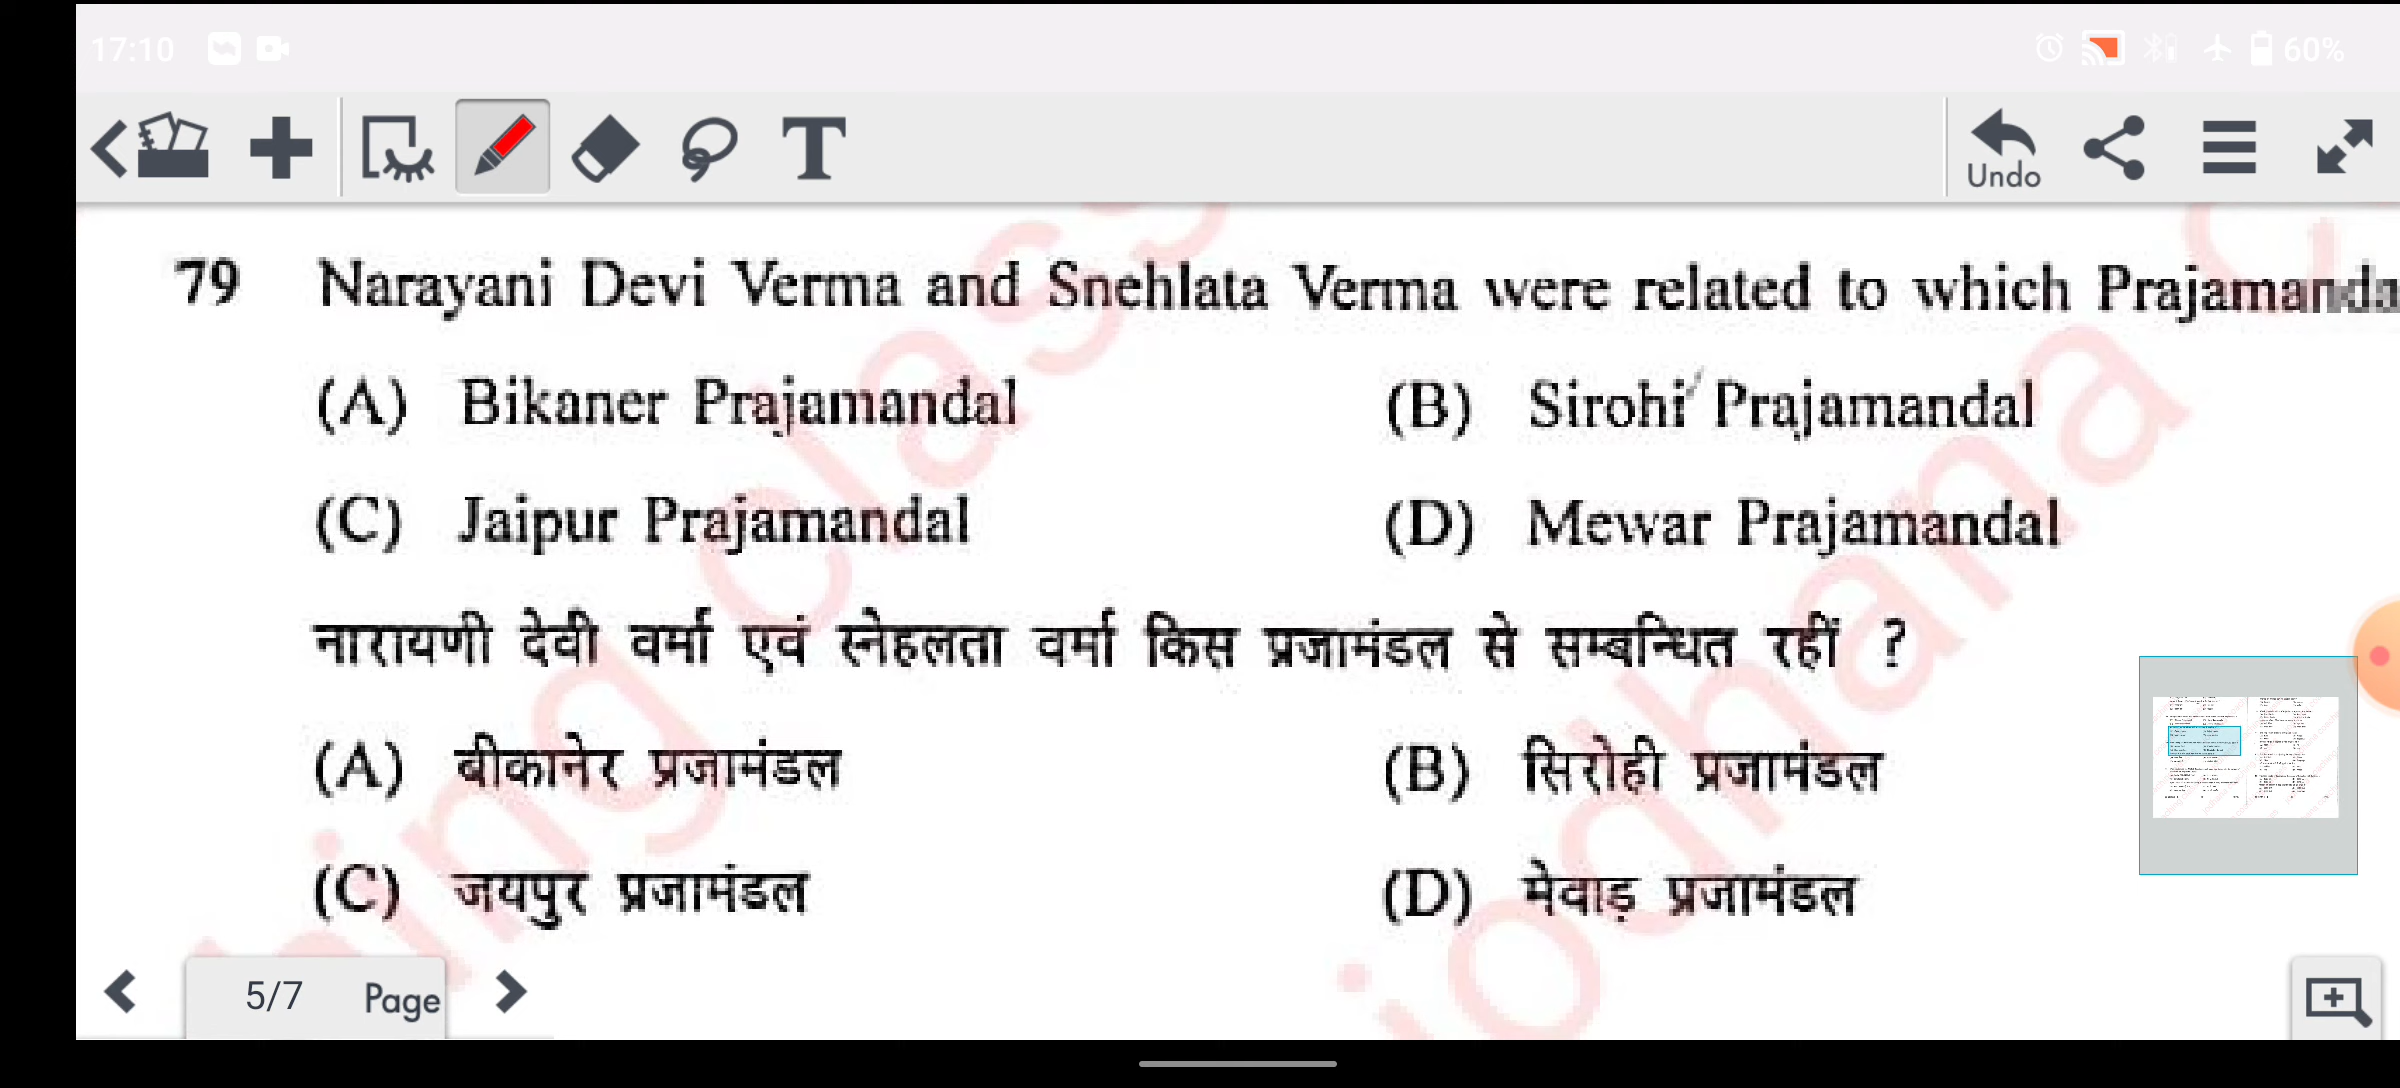 17:10
60%
Undo
79 Narayani Devi Verma and Snehlata Verma were related to which Prajamanda
(A) Bikaner Prajamandal (B) Sirohi Prajamandal
(C) Jaipur Prajamandal (D) Mewar Prajamandal
नारायणी देवी वर्मा एवं स्नेहलता वर्मा किस प्रजामंडल से सम्बन्धित रहीं ?
(A) बीकानेर प्रजामंडल (B) सिरोही प्रजामंडल
(C) जयपुर प्रजामंडल (D) मेवाड़ प्रजामंडल
5/7 Page